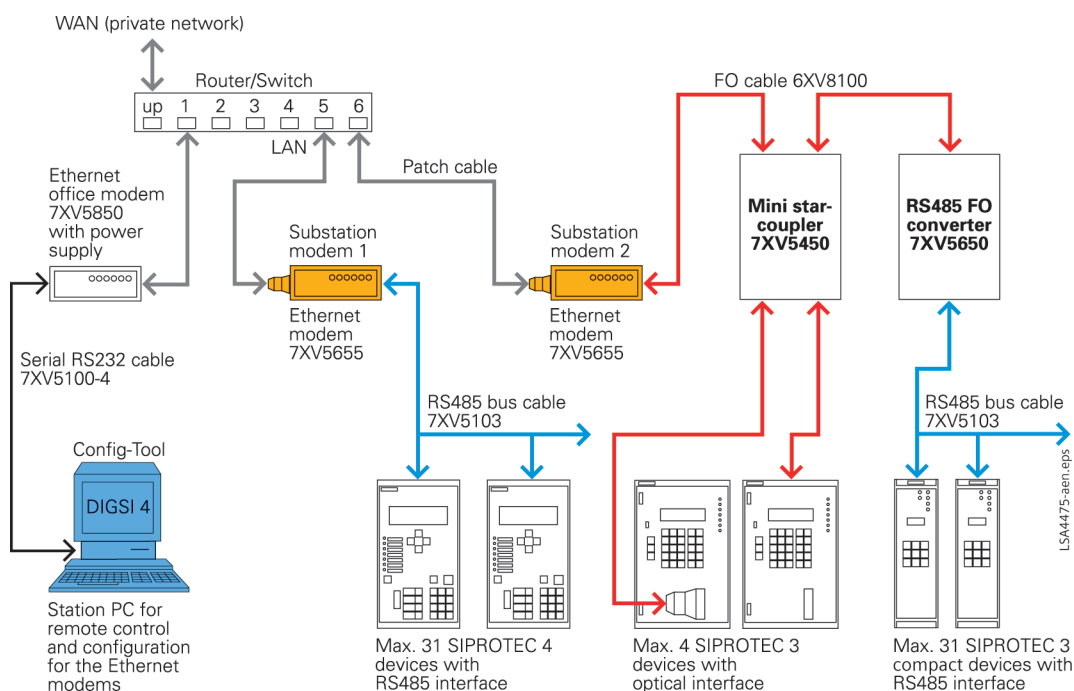 WAN (private network)
Router/Switch
up 1 2 3 4 5 6
LAN
FO cable 6XV8100
Patch cable
Ethernet
office modem
7XV5850
with power
supply
Substation
modem 1
Ethernet
modem
7XV5655
Substation
modem 2
Ethernet
modem
7XV5655
Mini star-
coupler
7XV5450
RS485 FO
converter
7XV5650
Serial RS232 cable
7XV5100-4
RS485 bus cable
7XV5103
RS485 bus cable
7XV5103
Config-Tool
DIGSI 4
Station PC for
remote control
and configuration
for the Ethernet
modems
Max. 31 SIPROTEC 4
devices with
RS485 interface
Max. 4 SIPROTEC 3
devices with
optical interface
Max. 31 SIPROTEC 3
compact devices with
RS485 interface
LSA4475-aen.eps